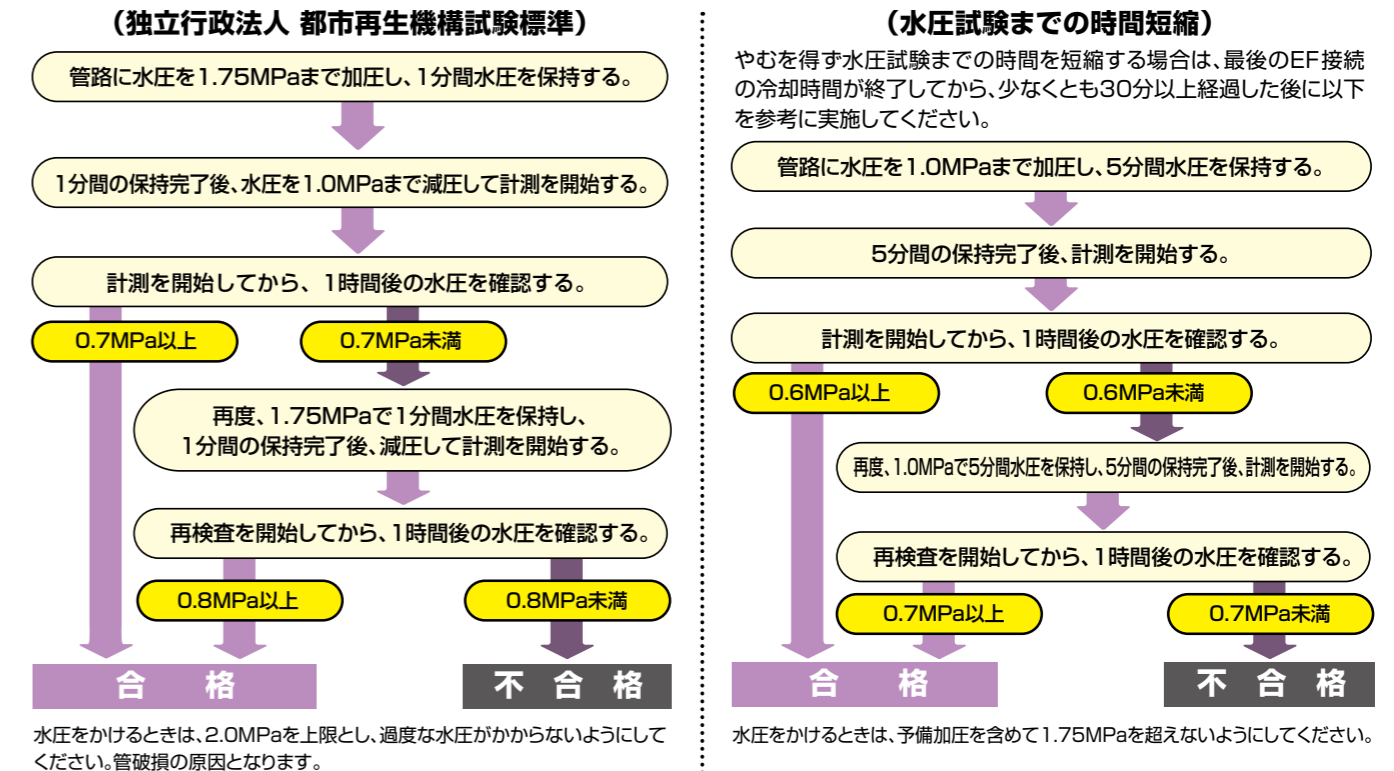 （独立行政法人 都市再生機構試験標準）
管路に水圧を1.75MPaまで加圧し、1分間水圧を保持する。
1分間の保持完了後、水圧を1.0MPaまで減圧して計測を開始する。
計測を開始してから、1時間後の水圧を確認する。
0.7MPa以上
0.7MPa未満
再度、1.75MPaで1分間水圧を保持し、
1分間の保持完了後、減圧して計測を開始する。
再検査を開始してから、1時間後の水圧を確認する。
0.8MPa以上
0.8MPa未満
合格
不合格
水圧をかけるときは、2.0MPaを上限とし、過度な水圧がかからないようにして
ください。管破損の原因となります。
（水圧試験までの時間短縮）
やむを得ず水圧試験までの時間を短縮する場合は、最後のEF接続
の冷却時間が終了してから、少なくとも30分以上経過した後に以下
を参考に実施してください。
管路に水圧を1.0MPaまで加圧し、5分間水圧を保持する。
5分間の保持完了後、計測を開始する。
計測を開始してから、1時間後の水圧を確認する。
0.6MPa以上
0.6MPa未満
再度、1.0MPaで5分間水圧を保持し、5分間の保持完了後、計測を開始する。
再検査を開始してから、1時間後の水圧を確認する。
0.7MPa以上
0.7MPa未満
合格
不合格
水圧をかけるときは、予備加圧を含めて1.75MPaを超えないようにしてください。